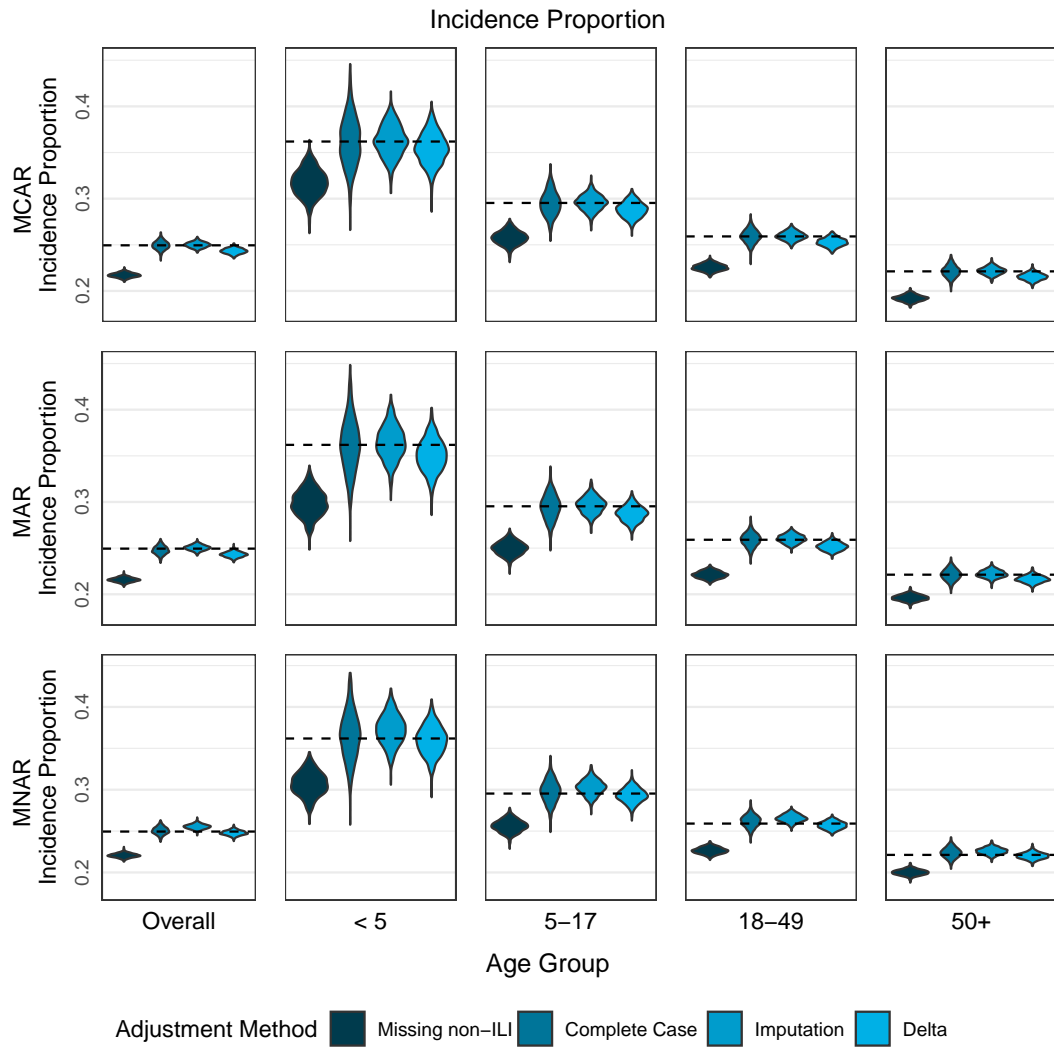 Incidence Proportion
MCAR
Incidence Proportion
0.4
0.3
0.2
MAR
Incidence Proportion
0.4
0.3
0.2
MNAR
Incidence Proportion
0.4
0.3
0.2
Overall
< 5
5−17
18−49
50+
Age Group
Adjustment Method
Missing non−ILI
Complete Case
Imputation
Delta